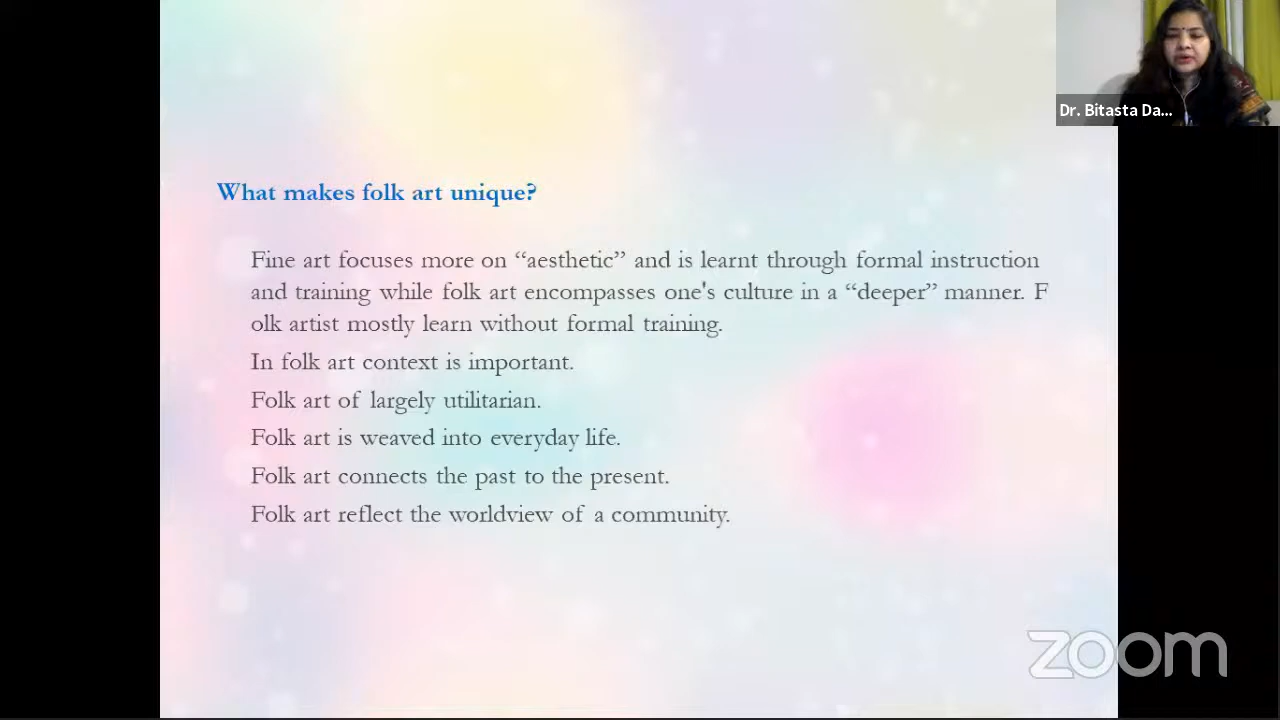 Dr. Bitasta Da...
What makes folk art unique?
Fine art focuses more on “aesthetic” and is learnt through formal instruction
and training while folk art encompasses one's culture in a “deeper” manner. F
olk artist mostly learn without formal training.
In folk art context is important.
Folk art of largely utilitarian.
Folk art is weaved into everyday life.
Folk art connects the past to the present.
Folk art reflect the worldview of a community.
zoom